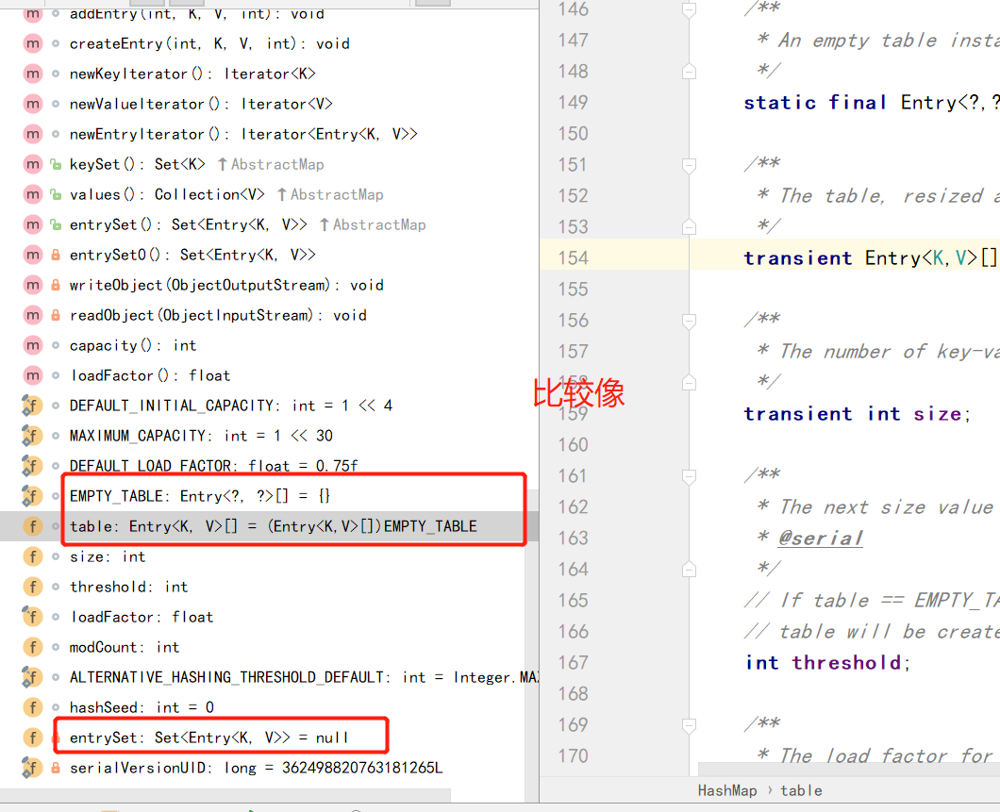 addEntry(int, K, V, int): void
createEntry(int, K, V, int): void
newKeyIterator(): Iterator<K>
newValueIterator(): Iterator<V>
newEntryIterator(): Iterator<Entry<K, V>>
keySet(): Set<K> ↑AbstractMap
values(): Collection<V> ↑AbstractMap
entrySet(): Set<Entry<K, V>> ↑AbstractMap
entrySet0(): Set<Entry<K, V>>
writeObject(ObjectOutputStream): void
readObject(ObjectInputStream): void
capacity(): int
loadFactor(): float
DEFAULT_INITIAL_CAPACITY: int = 1 << 4
MAXIMUM_CAPACITY: int = 1 << 30
DEFAULT_LOAD_FACTOR: float = 0.75f
EMPTY_TABLE: Entry<?, ?>[] = {}
table: Entry<K, V>[] = (Entry<K,V>[])EMPTY_TABLE
size: int
threshold: int
loadFactor: float
modCount: int
ALTERNATIVE_HASHING_THRESHOLD_DEFAULT: int = Integer.MAX
hashSeed: int = 0
entrySet: Set<Entry<K, V>> = null
serialVersionUID: long = 362498820763181265L
比较像
146 /**
147 * An empty table insta
148 */
149 static final Entry<?,?
150
151 /**
152 * The table, resized a
153 */
154 transient Entry<K,V>[]
155
156 /**
157 * The number of key-va
158 */
159 transient int size;
160
161 /**
162 * The next size value
163 * @serial
164 */
165 // If table == EMPTY_TA
166 // table will be create
167 int threshold;
168
169 /**
170 * The load factor for
HashMap › table